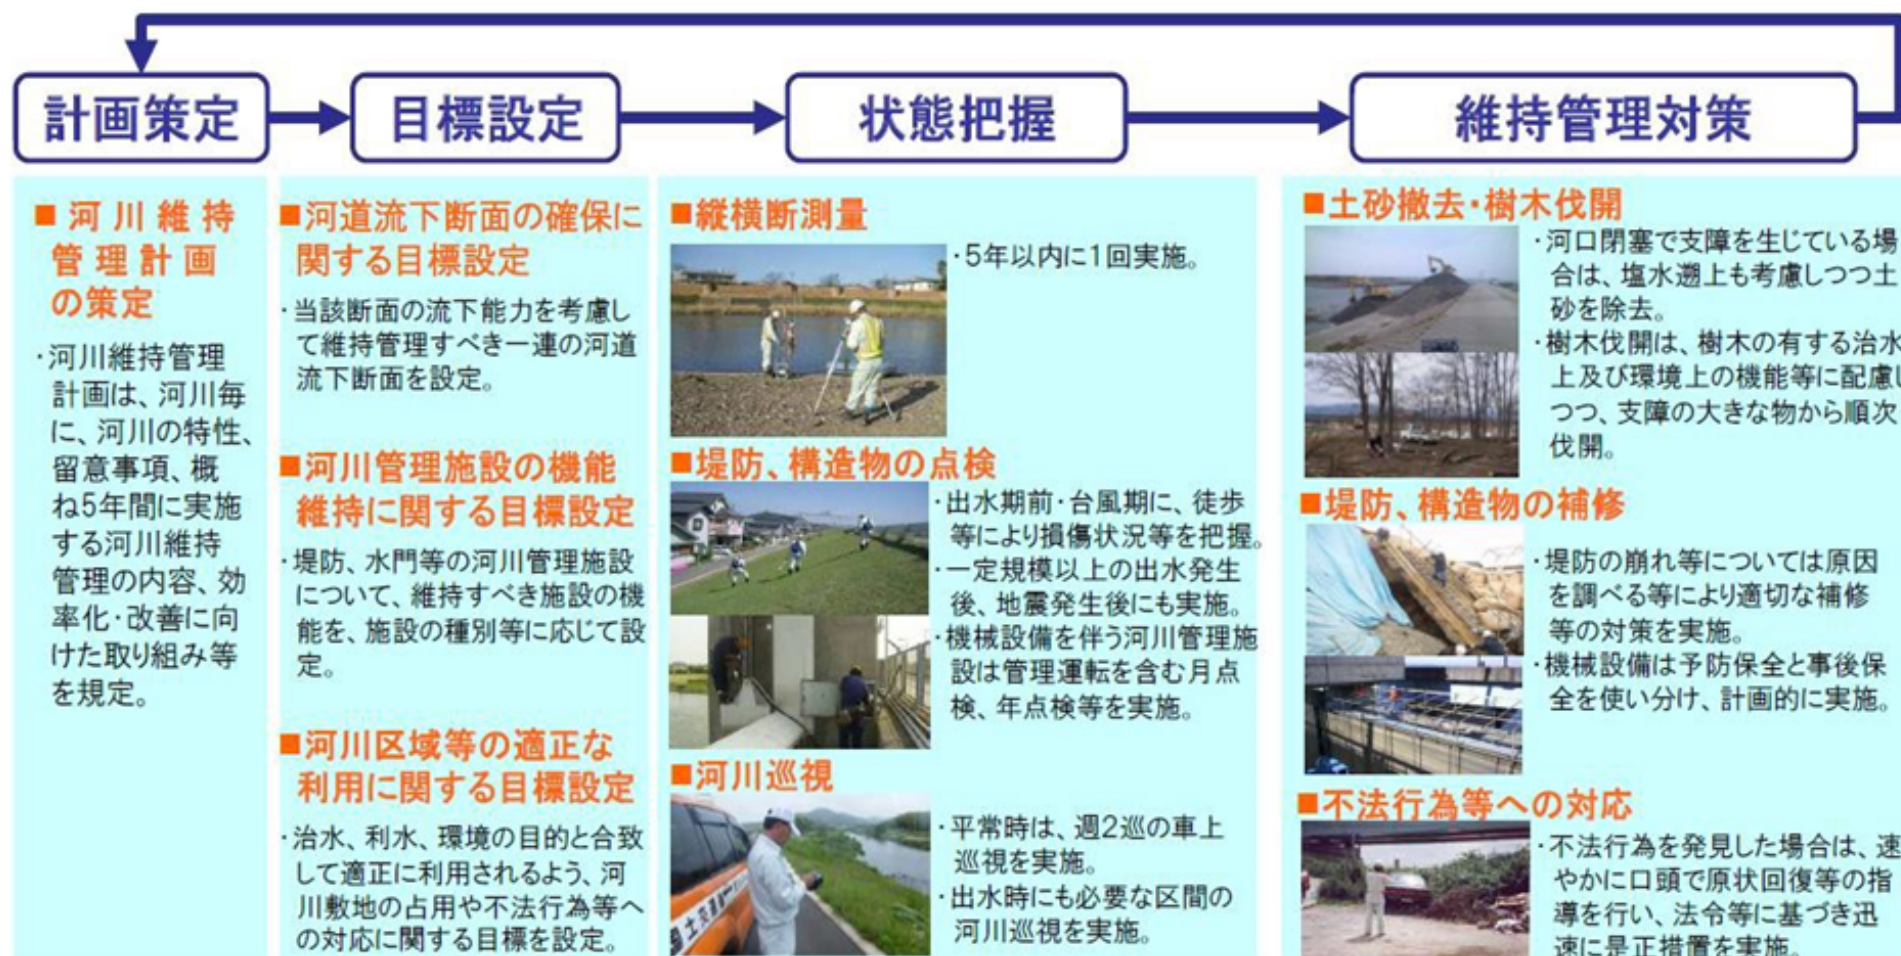 計画策定
目標設定
状態把握
維持管理対策
■河川維持
管理計画
の策定
・河川維持管理
計画は、河川毎
に、河川の特性、
留意事項、概
ね5年間に実施
する河川維持
管理の内容、効
率化・改善に向
けた取り組み等
を規定。
■河道流下断面の確保に
関する目標設定
・当該断面の流下能力を考慮し
て維持管理すべき一連の河道
流下断面を設定。
■河川管理施設の機能
維持に関する目標設定
・堤防、水門等の河川管理施設
について、維持すべき施設の機
能を、施設の種別等に応じて設
定。
■河川区域等の適正な
利用に関する目標設定
・治水、利水、環境の目的と合致
して適正に利用されるよう、河
川敷地の占用や不法行為等へ
の対応に関する目標を設定。
■縦横断測量
・5年以内に1回実施。
■堤防、構造物の点検
・出水期前・台風期に、徒歩
等により損傷状況等を把握。
・一定規模以上の出水発生
後、地震発生後にも実施。
・機械設備を伴う河川管理施
設は管理運転を含む月点
検、年点検等を実施。
■河川巡視
・平常時は、週2巡の車上
巡視を実施。
・出水時にも必要な区間の
河川巡視を実施。
■土砂撤去・樹木伐開
・河口閉塞で支障を生じている場
合は、塩水遡上も考慮しつつ土
砂を除去。
・樹木伐開は、樹木の有する治水
上及び環境上の機能等に配慮し
つつ、支障の大きな物から順次
伐開。
■堤防、構造物の補修
・堤防の崩れ等については原因
を調べる等により適切な補修
等の対策を実施。
・機械設備は予防保全と事後保
全を使い分け、計画的に実施。
■不法行為等への対応
・不法行為を発見した場合は、速
やかに口頭で原状回復等の指
導を行い、法令等に基づき迅
速に是正措置を実施。